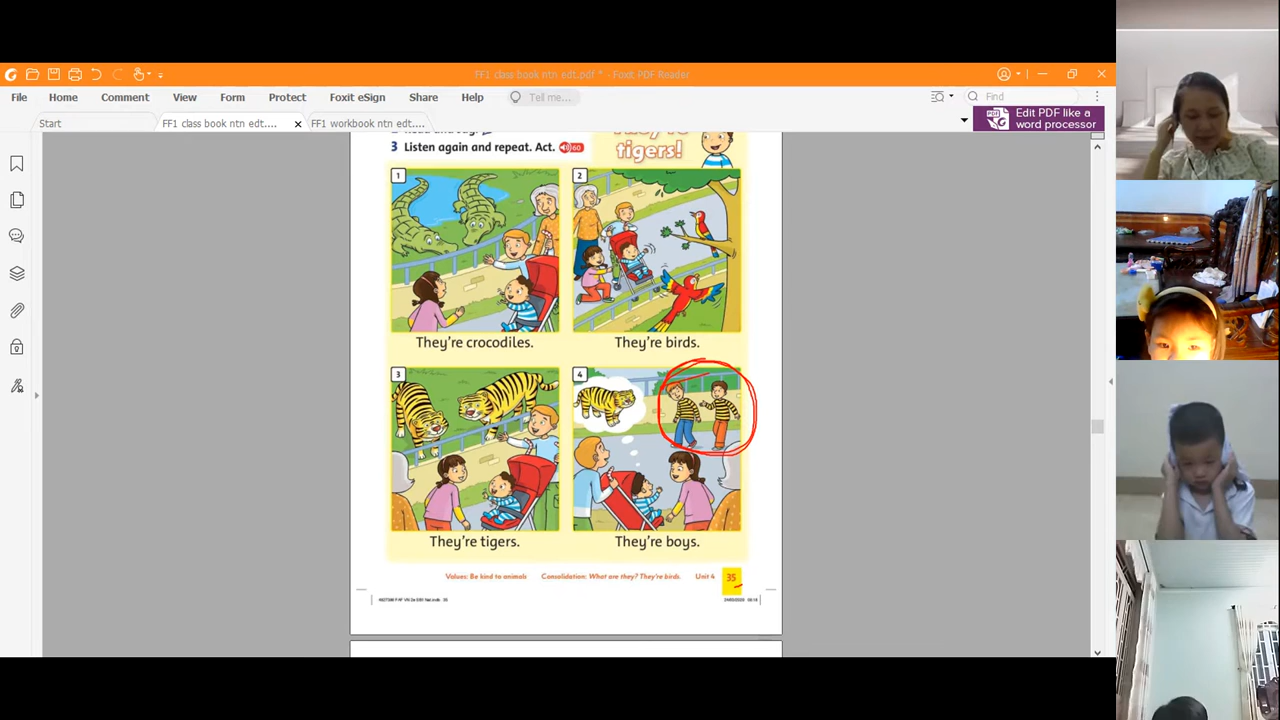 FF1 class book ntn edt.pdf * - Foxit PDF Reader
File Home Comment View Form Protect Foxit eSign Share Help Tell me... Find
Start FF1 class book ntn edt.... FF1 workbook ntn edt....
Edit PDF like a
word processor
3 Listen again and repeat. Act. 60
They're
tigers!
1
2
They're crocodiles.
They're birds.
3
4
They're tigers.
They're boys.
Values: Be kind to animals Consolidation: What are they? They're birds. Unit 4 35